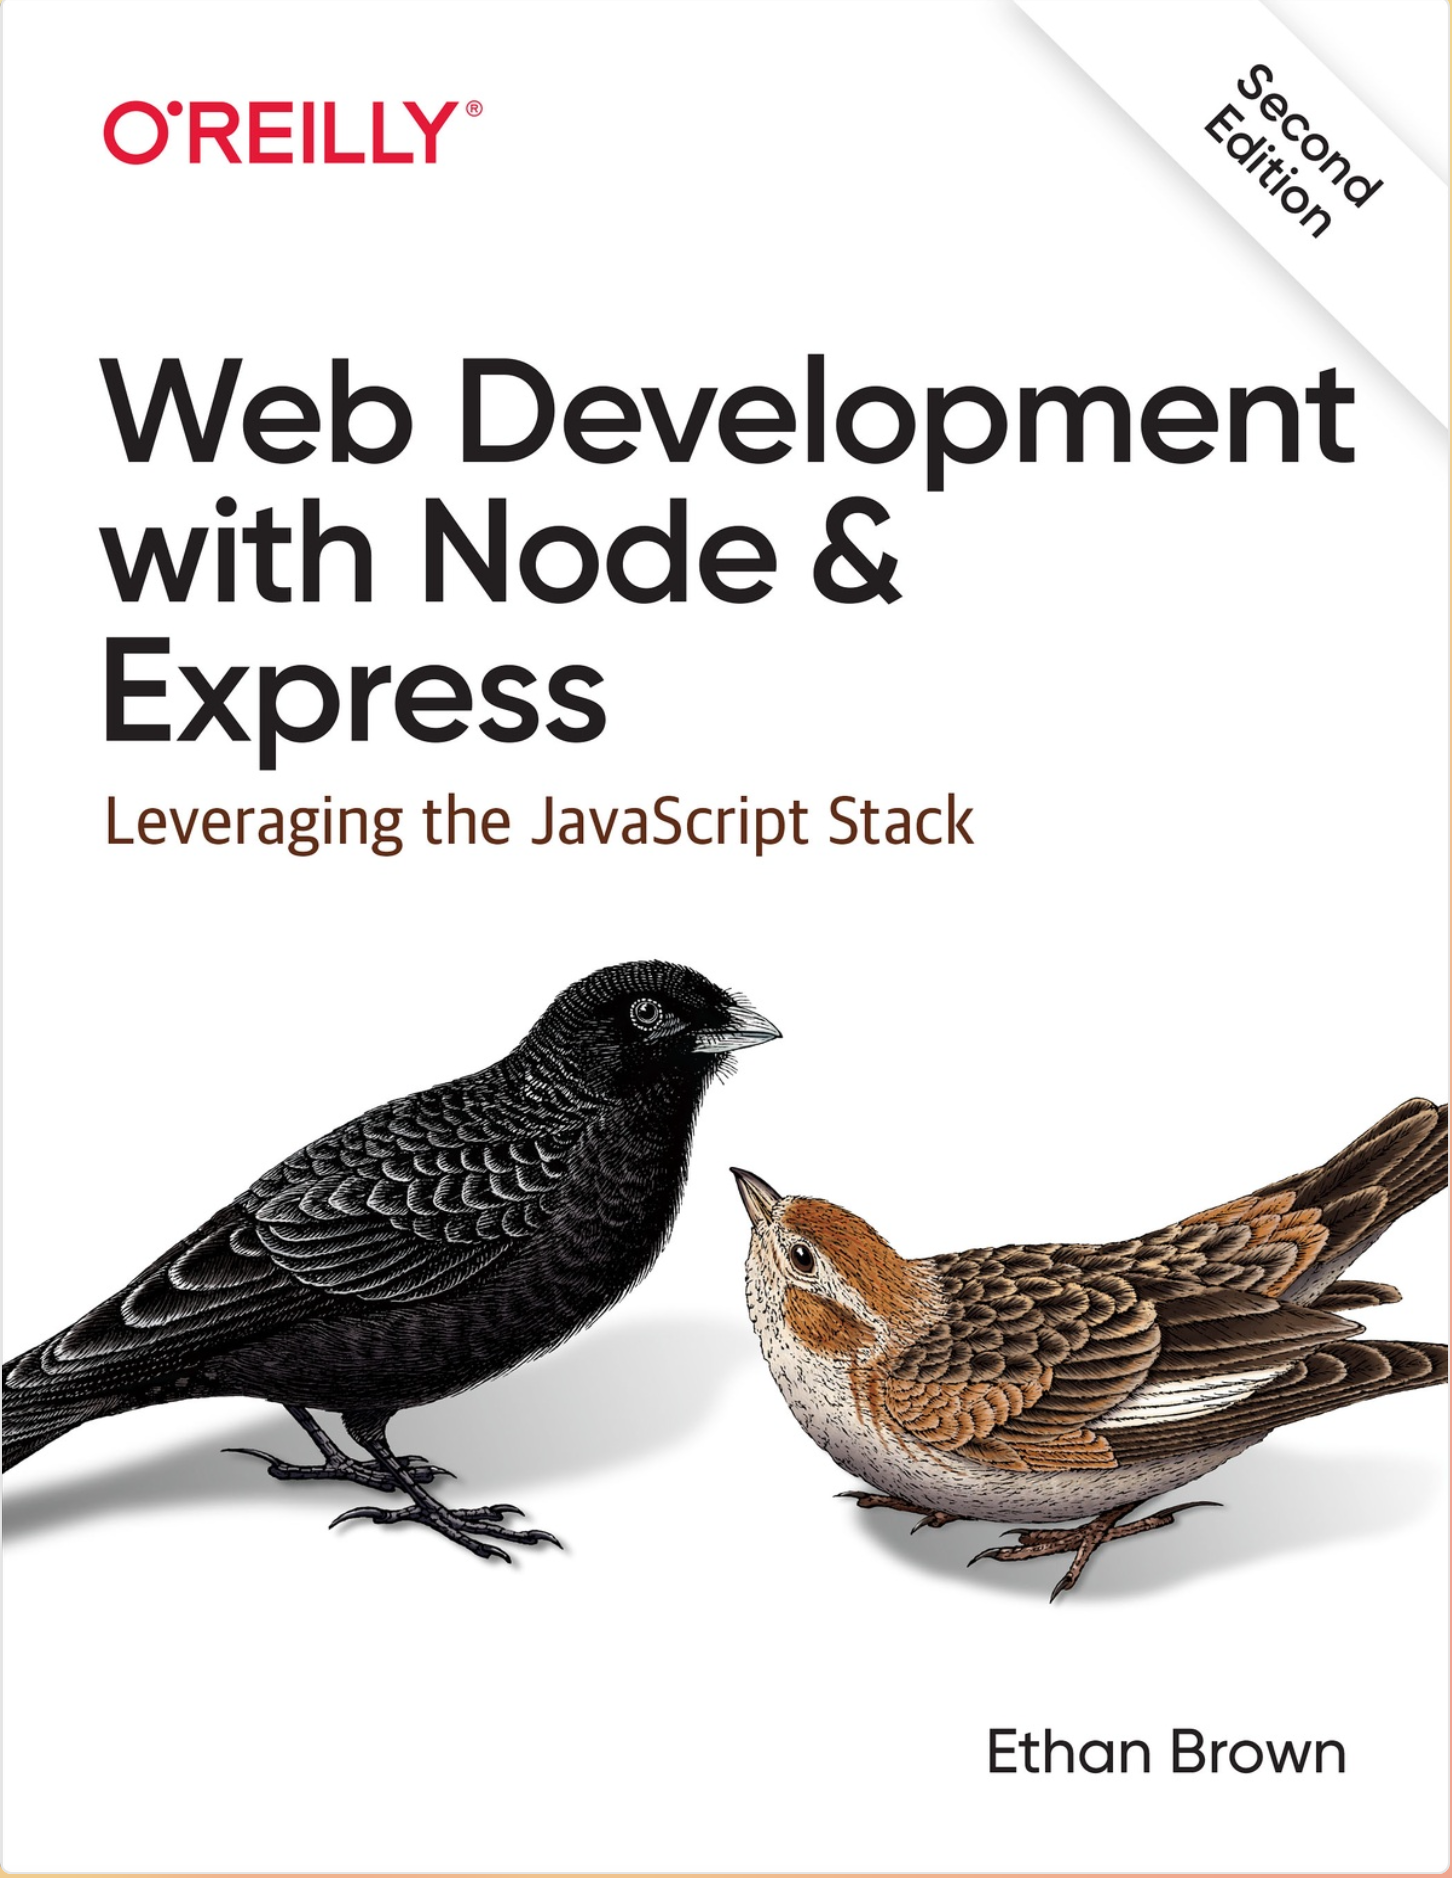 O'REILLY®
Second
Edition
Web Development
with Node &
Express
Leveraging the JavaScript Stack
Ethan Brown